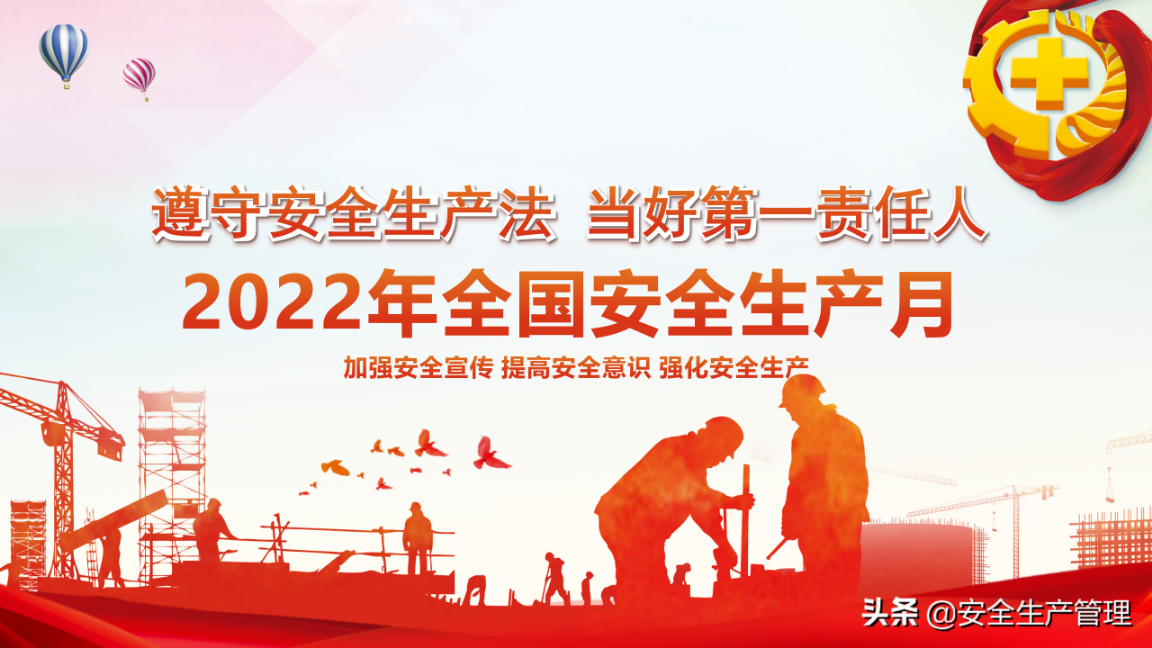 遵守安全生产法 当好第一责任人
2022年全国安全生产月
加强安全宣传 提高安全意识 强化安全生产
头条 @安全生产管理